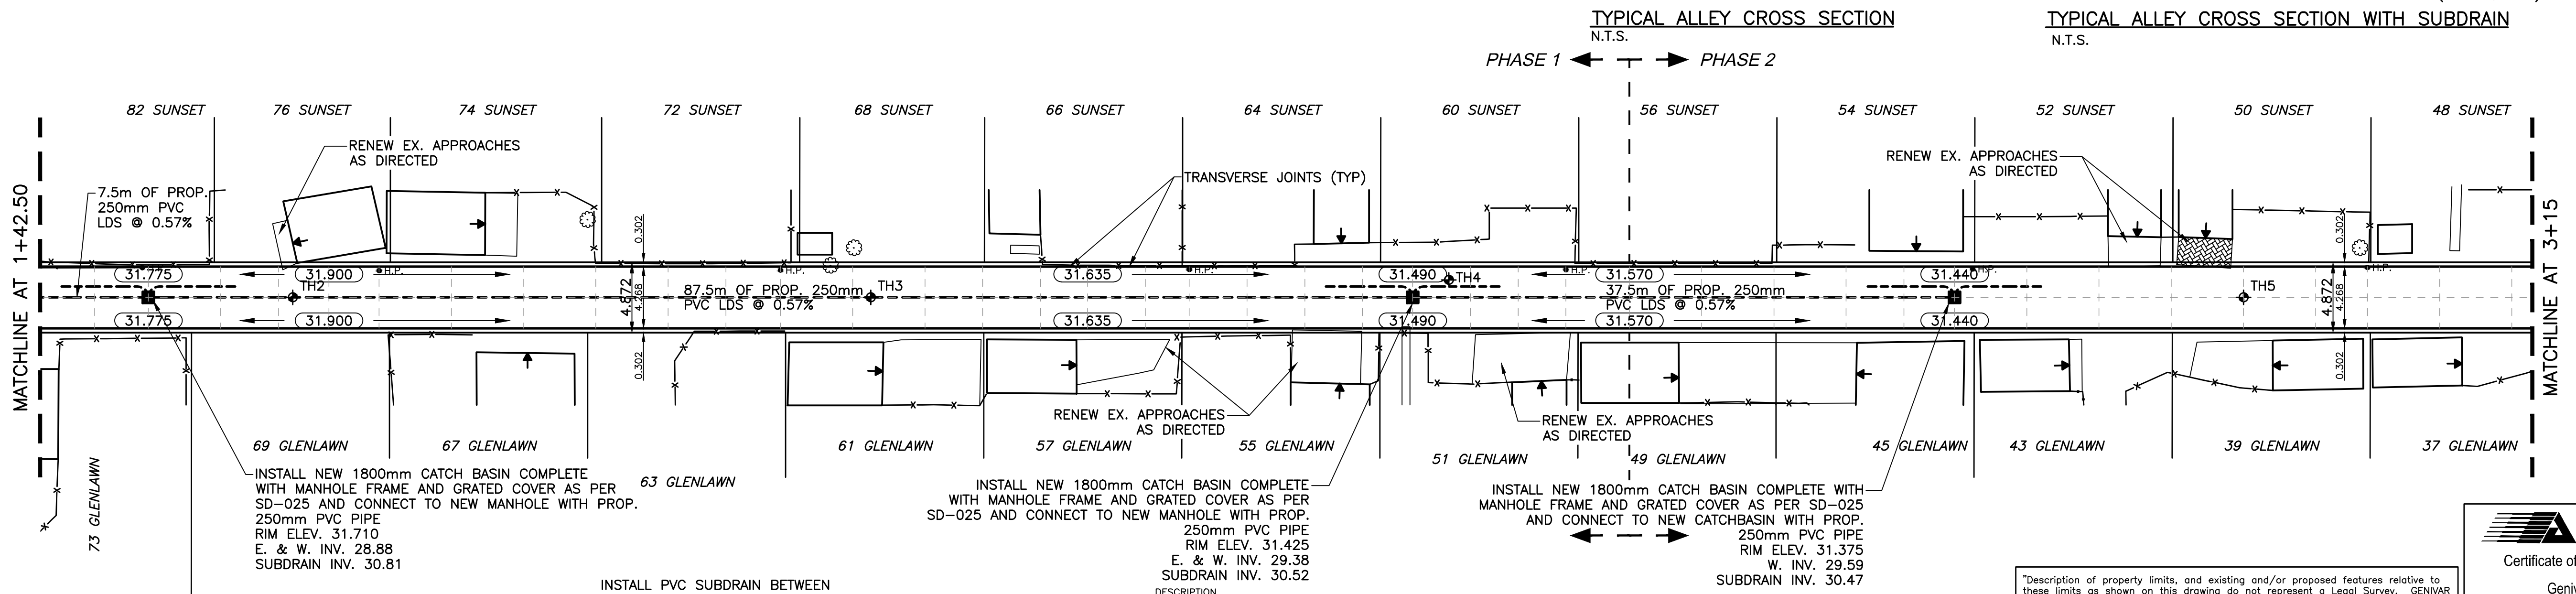 TYPICAL ALLEY CROSS SECTION
N.T.S.
TYPICAL ALLEY CROSS SECTION WITH SUBDRAIN
N.T.S.
PHASE 1
PHASE 2
82 SUNSET
76 SUNSET
74 SUNSET
72 SUNSET
68 SUNSET
66 SUNSET
64 SUNSET
60 SUNSET
56 SUNSET
54 SUNSET
52 SUNSET
50 SUNSET
48 SUNSET
MATCHLINE AT 1+42.50
7.5m OF PROP.
250mm PVC
LDS @ 0.57%
RENEW EX. APPROACHES
AS DIRECTED
TRANSVERSE JOINTS (TYP)
RENEW EX. APPROACHES
AS DIRECTED
MATCHLINE AT 3+15
0.302
0.302
31.775
31.900
H.P.
H.P.
31.635
H.P.
31.490
H.P.
31.570
31.440
H.P.
H.P.
TH2
TH3
TH4
TH5
4.872
4.268
87.5m OF PROP. 250mm
PVC LDS @ 0.57%
37.5m OF PROP. 250mm
PVC LDS @ 0.57%
4.872
4.268
31.775
31.900
31.635
31.490
31.570
31.440
0.302
0.302
RENEW EX. APPROACHES
AS DIRECTED
RENEW EX. APPROACHES
AS DIRECTED
73 GLENLAWN
69 GLENLAWN
67 GLENLAWN
63 GLENLAWN
61 GLENLAWN
57 GLENLAWN
55 GLENLAWN
51 GLENLAWN
49 GLENLAWN
45 GLENLAWN
43 GLENLAWN
39 GLENLAWN
37 GLENLAWN
INSTALL NEW 1800mm CATCH BASIN COMPLETE
WITH MANHOLE FRAME AND GRATED COVER AS PER
SD-025 AND CONNECT TO NEW MANHOLE WITH PROP.
250mm PVC PIPE
RIM ELEV. 31.710
E. & W. INV. 28.88
SUBDRAIN INV. 30.81
INSTALL NEW 1800mm CATCH BASIN COMPLETE
WITH MANHOLE FRAME AND GRATED COVER AS PER
SD-025 AND CONNECT TO NEW MANHOLE WITH PROP.
250mm PVC PIPE
RIM ELEV. 31.425
E. & W. INV. 29.38
SUBDRAIN INV. 30.52
INSTALL NEW 1800mm CATCH BASIN COMPLETE WITH
MANHOLE FRAME AND GRATED COVER AS PER SD-025
AND CONNECT TO NEW CATCHBASIN WITH PROP.
250mm PVC PIPE
RIM ELEV. 31.375
W. INV. 29.59
SUBDRAIN INV. 30.47
INSTALL PVC SUBDRAIN BETWEEN
DESCRIPTION
"Description of property limits, and existing and/or proposed features relative to
these limits as shown on this drawing do not represent a Legal Survey. GENIVAR
Certificate of